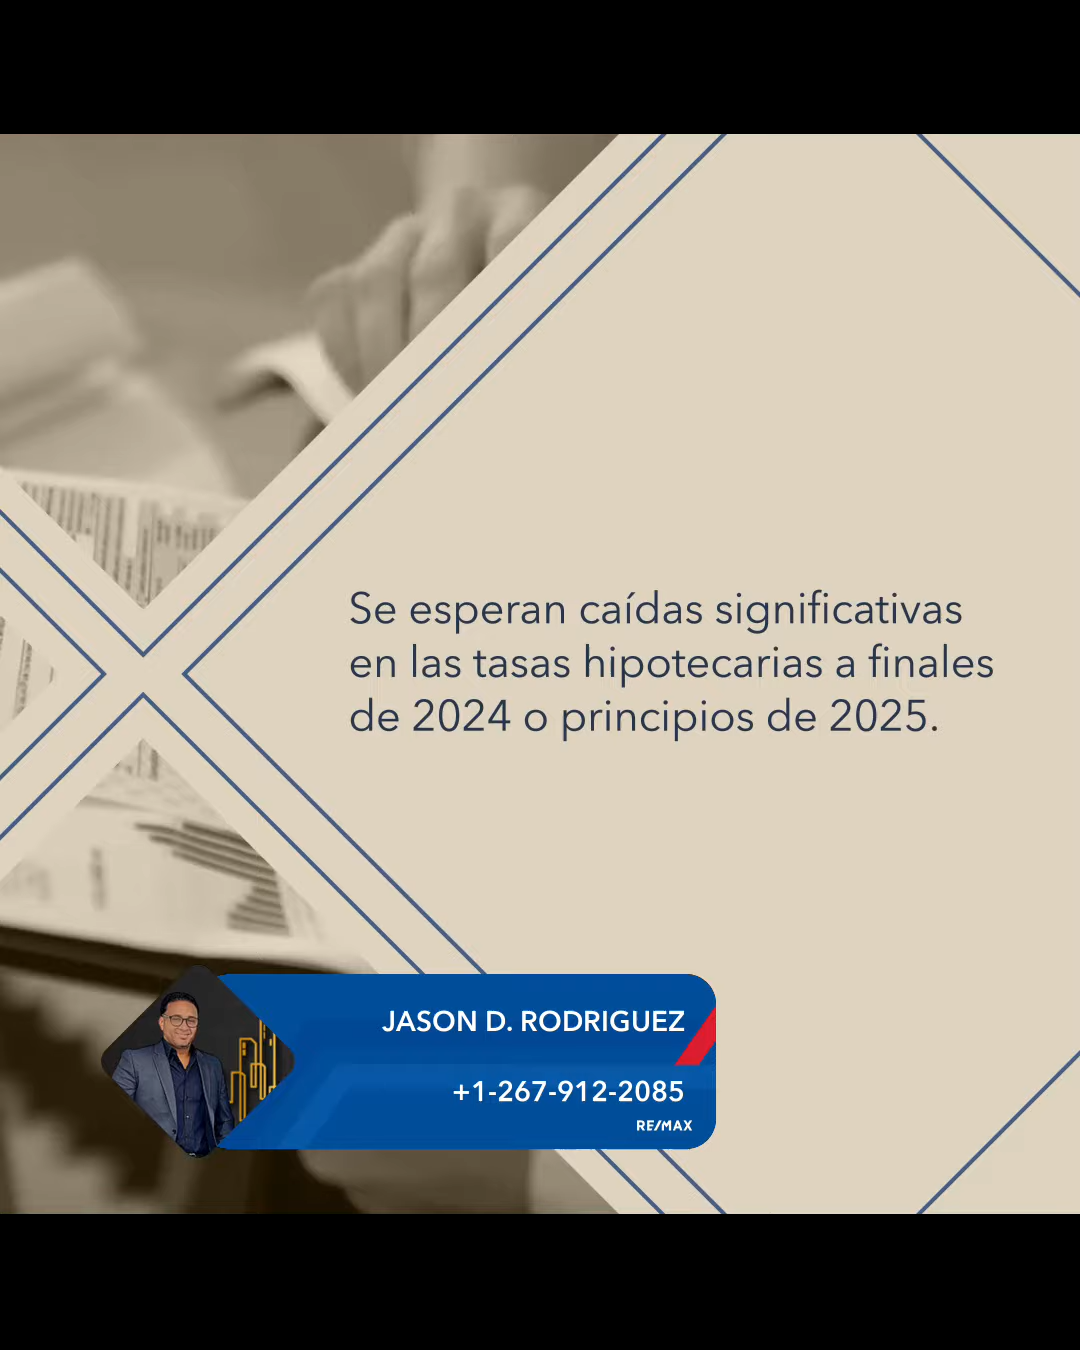 Se esperan caídas significativas
en las tasas hipotecarias a finales
de 2024 o principios de 2025.
JASON D. RODRIGUEZ
+1-267-912-2085
RE/MAX